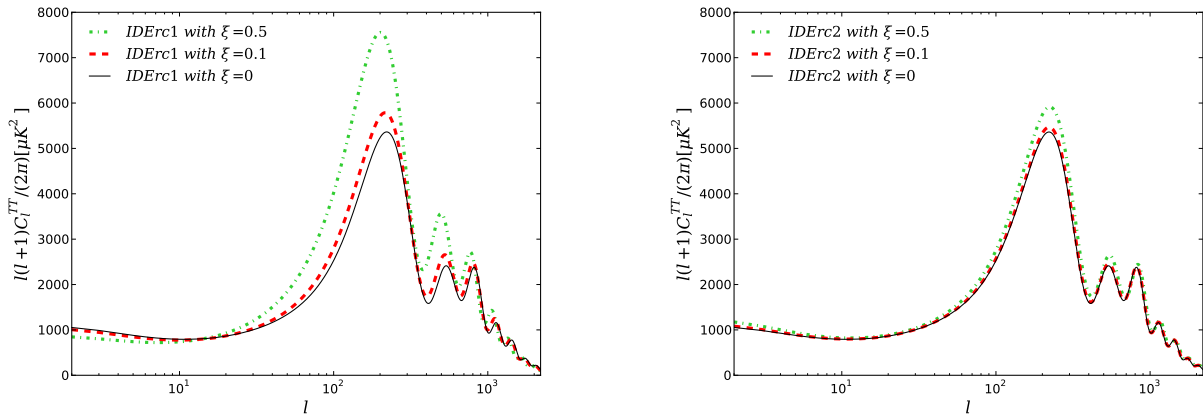 8000
7000
6000
5000
4000
3000
2000
1000
0
l(l+1)C_l^{TT}/(2π)[μK^2]
IDErc1 with ξ=0.5
IDErc1 with ξ=0.1
IDErc1 with ξ=0
10^1
10^2
10^3
l
8000
7000
6000
5000
4000
3000
2000
1000
0
l(l+1)C_l^{TT}/(2π)[μK^2]
IDErc2 with ξ=0.5
IDErc2 with ξ=0.1
IDErc2 with ξ=0
10^1
10^2
10^3
l